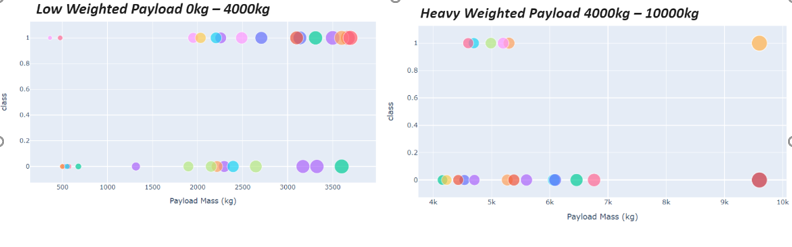 Low Weighted Payload 0kg – 4000kg
1
0.8
0.6
0.4
0.2
0
class
500
1000
1500
2000
2500
3000
3500
Payload Mass (kg)
Heavy Weighted Payload 4000kg – 10000kg
1
0.8
0.6
0.4
0.2
0
class
4k
5k
6k
7k
8k
9k
10k
Payload Mass (kg)